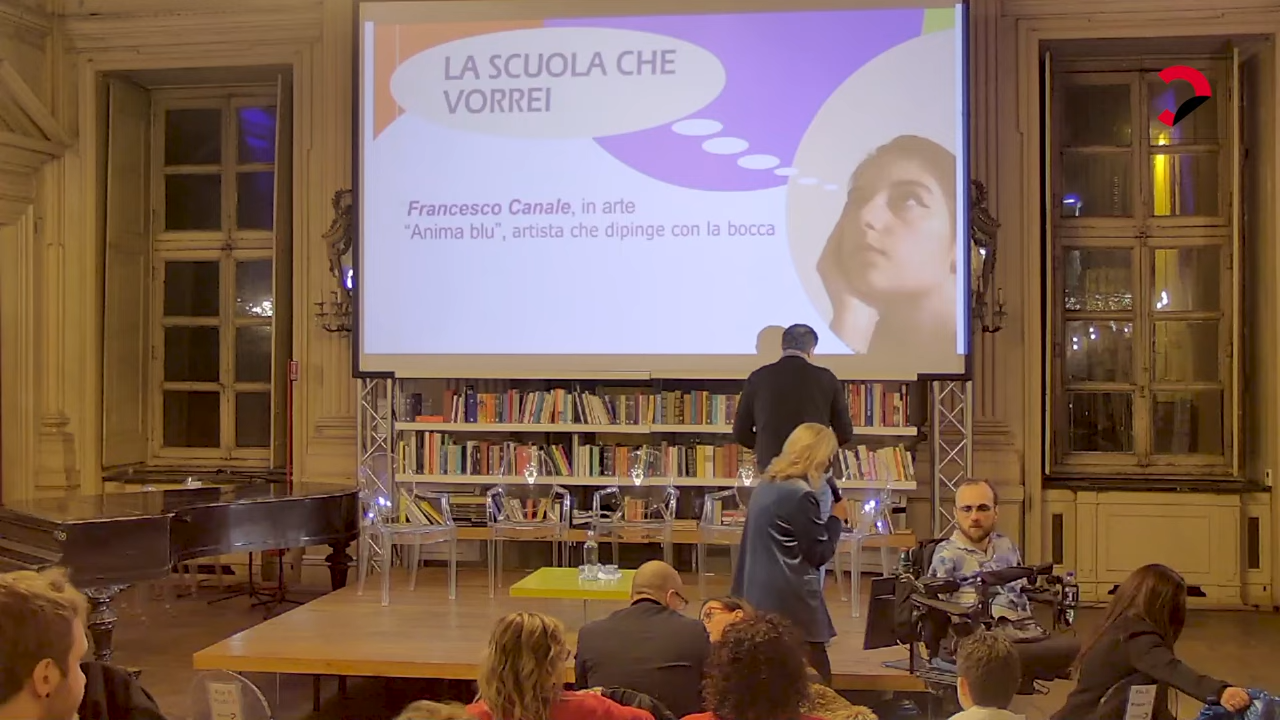 LA SCUOLA CHE
VORREI
Francesco Canale, in arte
“Anima blu”, artista che dipinge con la bocca